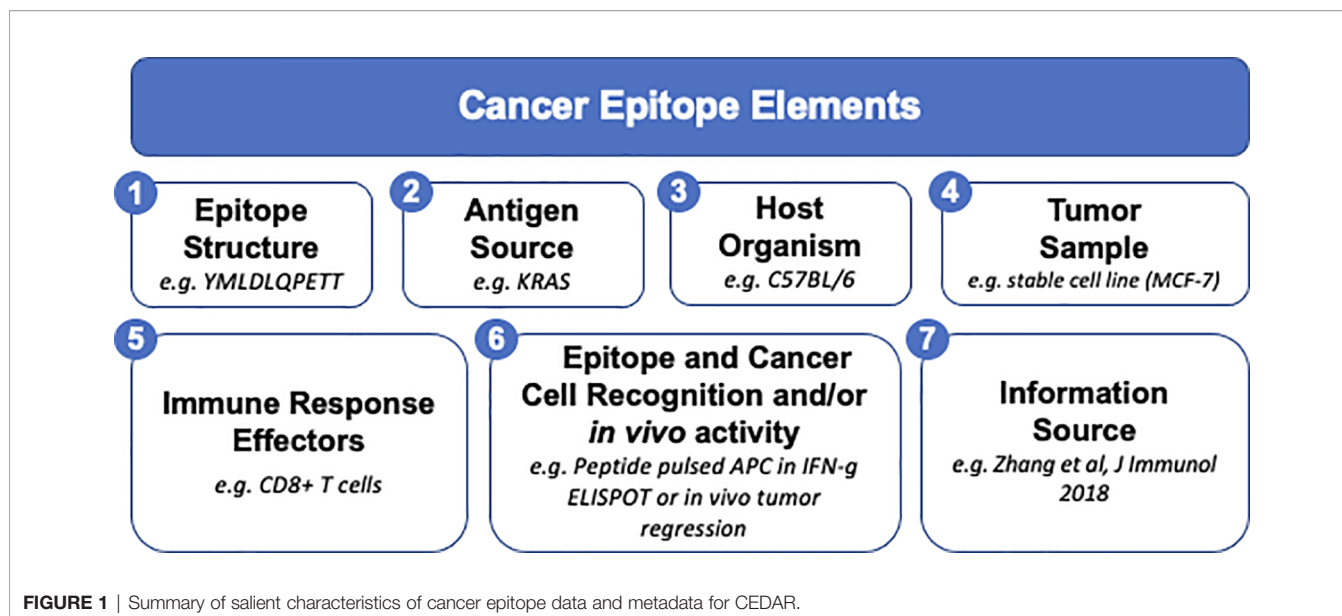 Cancer Epitope Elements
1
Epitope
Structure
e.g. YMLDLQPETT
2
Antigen
Source
e.g. KRAS
3
Host
Organism
e.g. C57BL/6
4
Tumor
Sample
e.g. stable cell line (MCF-7)
5
Immune Response
Effectors
e.g. CD8+ T cells
6
Epitope and Cancer
Cell Recognition and/or
in vivo activity
e.g. Peptide pulsed APC in IFN-g
ELISPOT or in vivo tumor
regression
7
Information
Source
e.g. Zhang et al, J Immunol
2018
FIGURE 1 | Summary of salient characteristics of cancer epitope data and metadata for CEDAR.